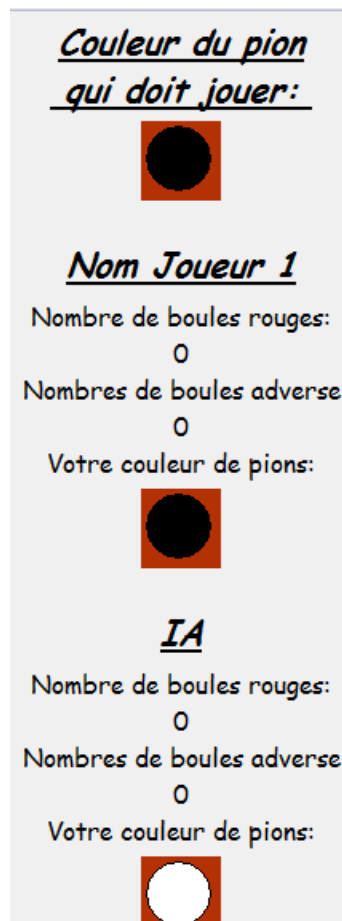 Couleur du pion
qui doit jouer:
Nom Joueur 1
Nombre de boules rouges:
0
Nombres de boules adverse
0
Votre couleur de pions:
IA
Nombre de boules rouges:
0
Nombres de boules adverse
0
Votre couleur de pions: